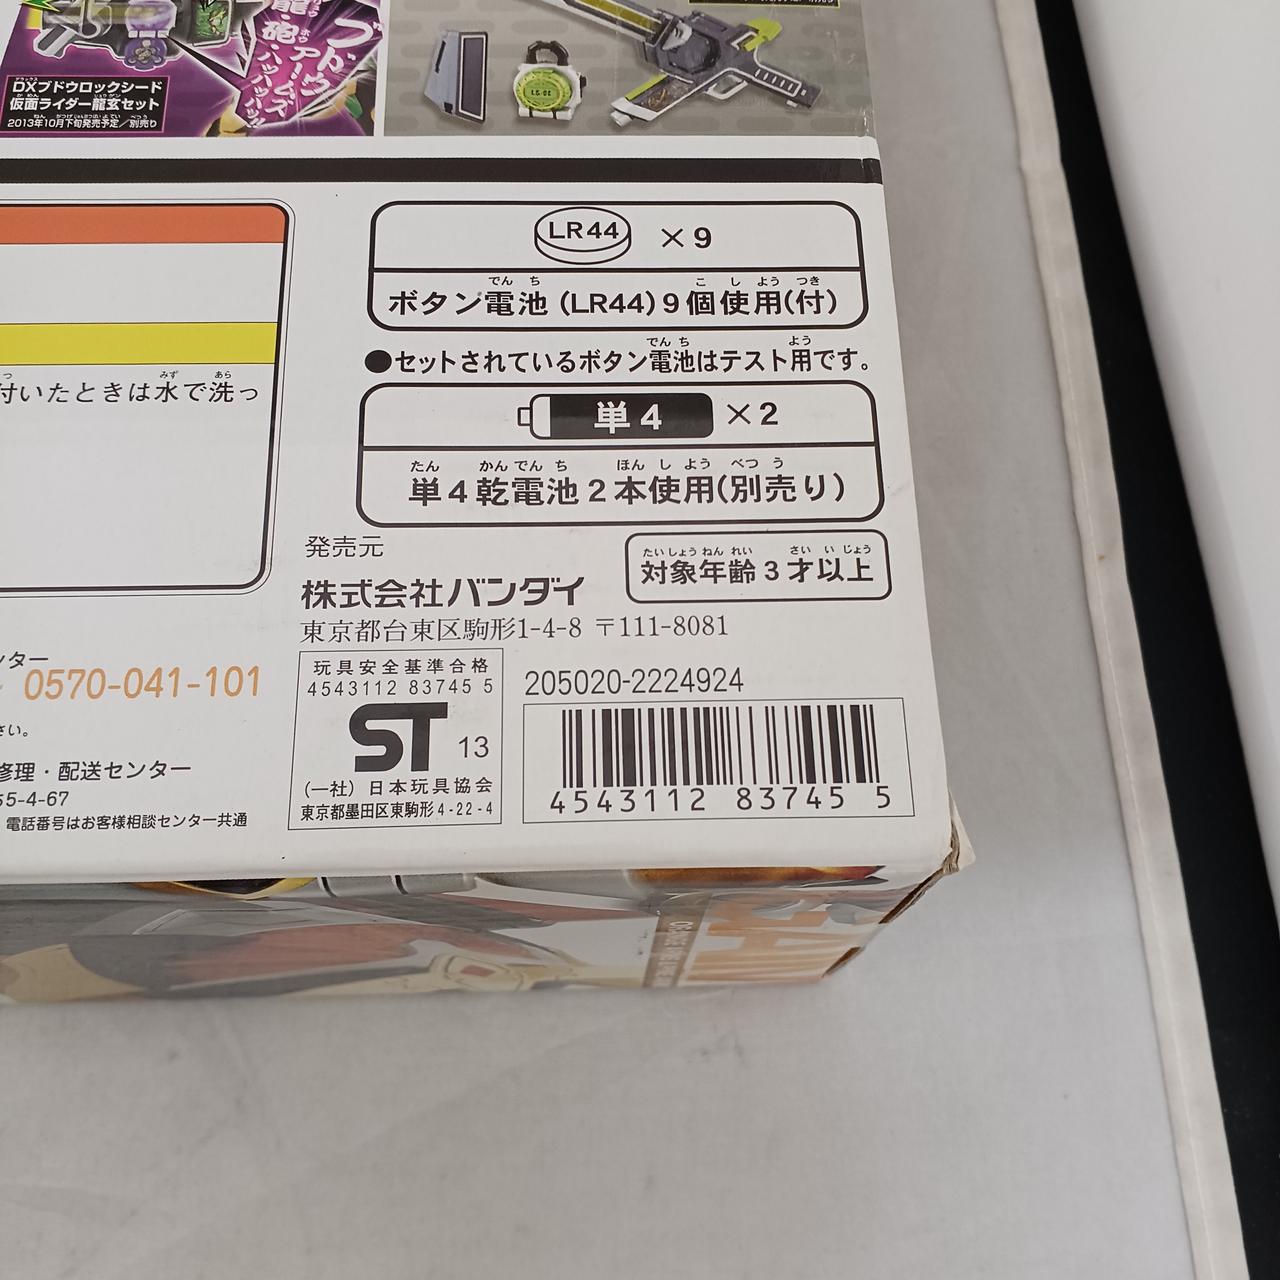 ブドウ
アームズ
龍・砲・ハッハッハッ!!
DXブドウロックシード
仮面ライダー龍玄セット
2013年10月下旬発売予定/別売り
LR44 ×9
ボタン電池(LR44)9個使用(付)
●セットされているボタン電池はテスト用です。
単4 ×2
単4乾電池2本使用(別売り)
付いたときは水で洗っ
発売元
対象年齢3才以上
株式会社バンダイ
東京都台東区駒形1-4-8 〒111-8081
ンター
0570-041-101
さい。
修理・配送センター
55-4-67
電話番号はお客様相談センター共通
玩具安全基準合格
4543112 83745 5
ST 13
(一社)日本玩具協会
東京都墨田区東駒形4-22-4
205020-2224924
4543112 83745 5